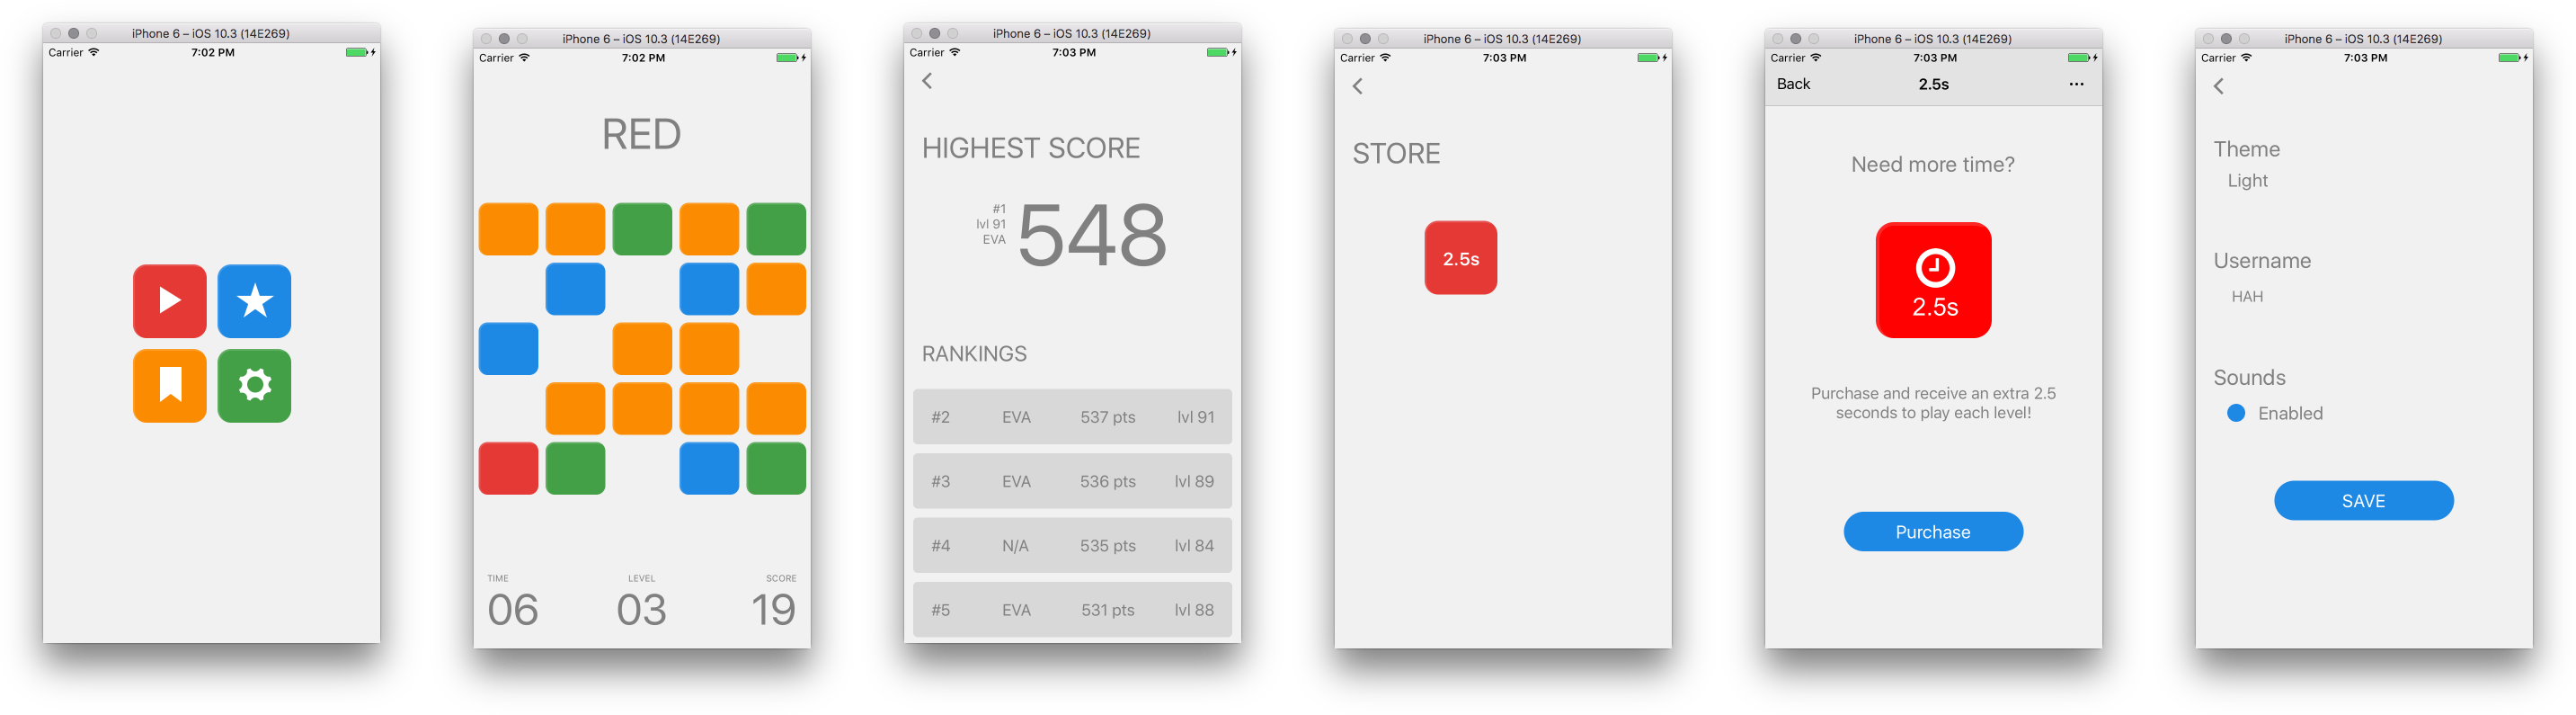 iPhone 6 – iOS 10.3 (14E269)
Carrier 7:02 PM
iPhone 6 – iOS 10.3 (14E269)
Carrier 7:02 PM
RED
TIME LEVEL SCORE
06 03 19
iPhone 6 – iOS 10.3 (14E269)
Carrier 7:03 PM
HIGHEST SCORE
#1
lvl 91
EVA
548
RANKINGS
#2 EVA 537 pts lvl 91
#3 EVA 536 pts lvl 89
#4 N/A 535 pts lvl 84
#5 EVA 531 pts lvl 88
iPhone 6 – iOS 10.3 (14E269)
Carrier 7:03 PM
STORE
2.5s
iPhone 6 – iOS 10.3 (14E269)
Carrier 7:03 PM
Back 2.5s ...
Need more time?
2.5s
Purchase and receive an extra 2.5
seconds to play each level!
Purchase
iPhone 6 – iOS 10.3 (14E269)
Carrier 7:03 PM
Theme
Light
Username
HAH
Sounds
Enabled
SAVE